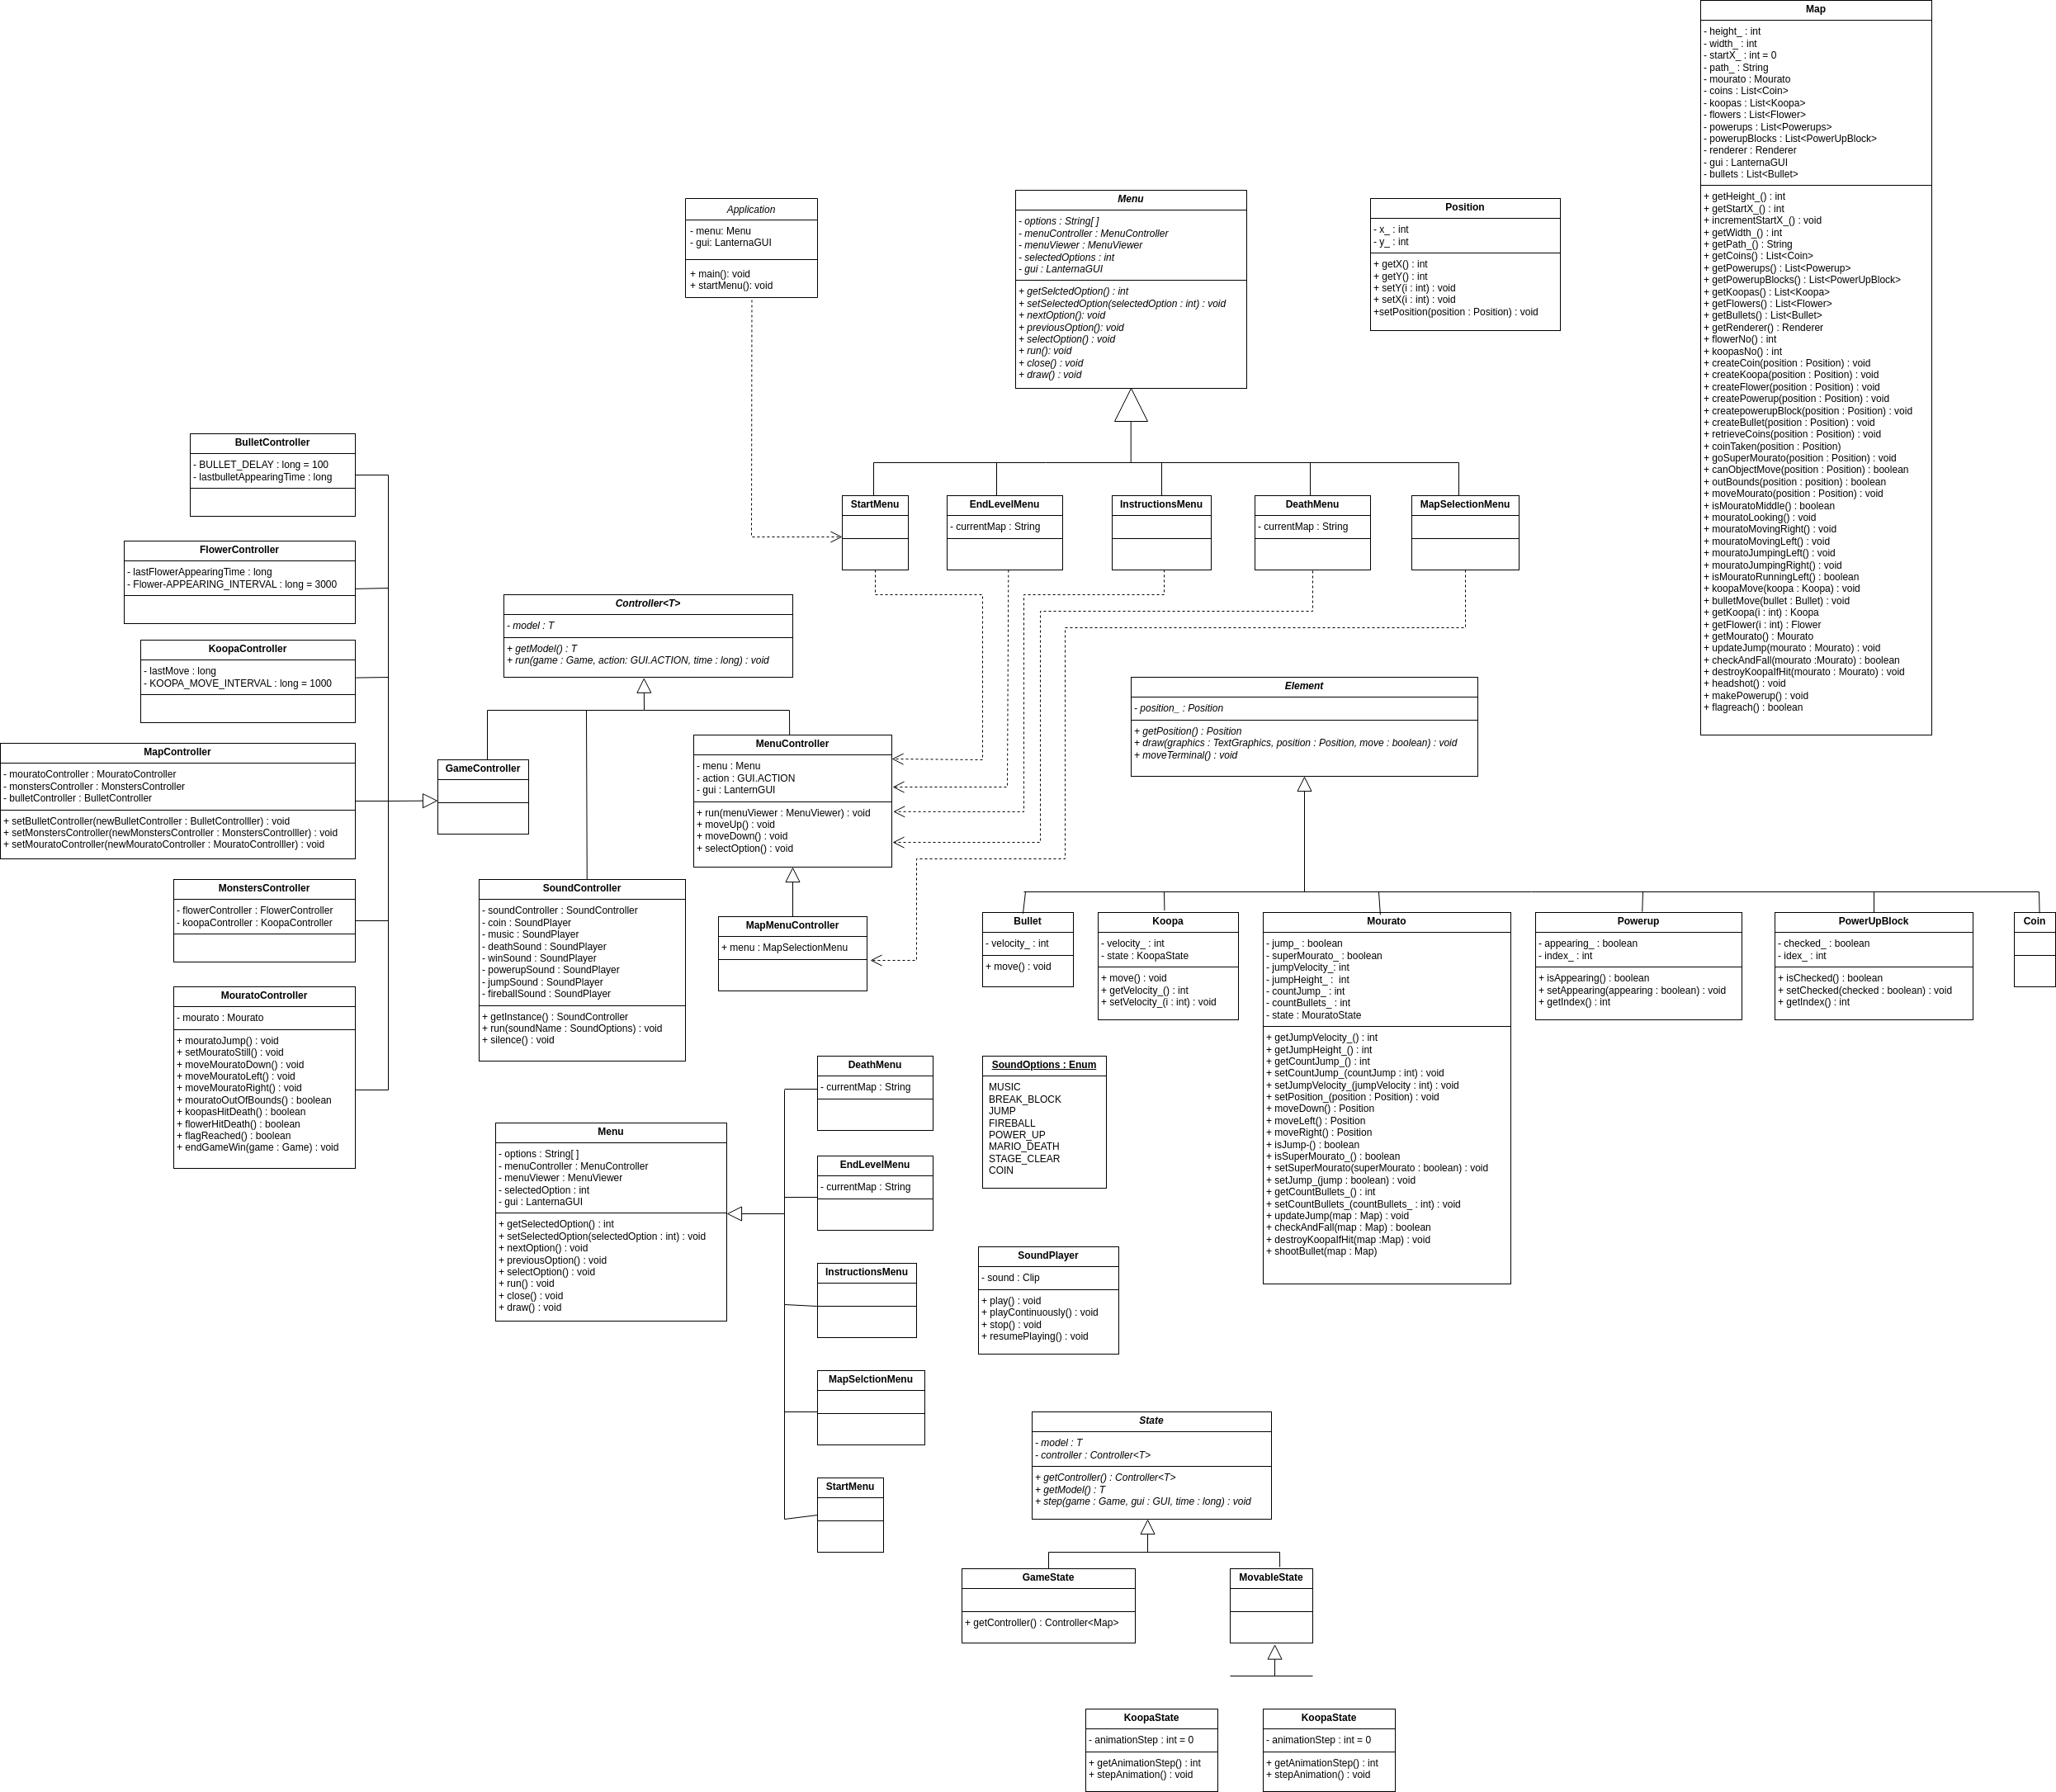 Map
- height_ : int
- width_ : int
- startX_ : int = 0
- path_ : String
- mourato : Mourato
- coins : List<Coin>
- koopas : List<Koopa>
- flowers : List<Flower>
- powerups : List<Powerups>
- powerupBlocks : List<PowerUpBlock>
- renderer : Renderer
- gui : LanternaGUI
- bullets : List<Bullet>
+ getHeight_() : int
+ getStartX_() : int
+ incrementStartX_() : void
+ getWidth_() : int
+ getPath_() : String
+ getCoins() : List<Coin>
+ getPowerups() : List<Powerup>
+ getPowerupBlocks() : List<PowerUpBlock>
+ getKoopas() : List<Koopa>
+ getFlowers() : List<Flower>
+ getBullets() : List<Bullet>
+ getRenderer() : Renderer
+ flowerNo() : int
+ koopasNo() : int
+ createCoin(position : Position) : void
+ createKoopa(position : Position) : void
+ createFlower(position : Position) : void
+ createPowerup(position : Position) : void
+ createpowerupBlock(position : Position) : void
+ createBullet(position : Position) : void
+ retrieveCoins(position : Position) : void
+ coinTaken(position : Position)
+ goSuperMourato(position : Position) : void
+ canObjectMove(position : Position) : boolean
+ outBounds(position : position) : boolean
+ moveMourato(position : Position) : void
+ isMouratoMiddle() : boolean
+ mouratoLooking() : void
+ mouratoMovingRight() : void
+ mouratoMovingLeft() : void
+ mouratoJumpingLeft() : void
+ mouratoJumpingRight() : void
+ isMouratoRunningLeft() : boolean
+ koopaMove(koopa : Koopa) : void
+ bulletMove(bullet : Bullet) : void
+ getKoopa(i : int) : Koopa
+ getFlower(i : int) : Flower
+ getMourato() : Mourato
+ updateJump(mourato : Mourato) : void
+ checkAndFall(mourato :Mourato) : boolean
+ destroyKoopaIfHit(mourato : Mourato) : void
+ headshot() : void
+ makePowerup() : void
+ flagreach() : boolean
Application
- menu: Menu
- gui: LanternaGUI
+ main(): void
+ startMenu(): void
Menu
- options : String[ ]
- menuController : MenuController
- menuViewer : MenuViewer
- selectedOptions : int
- gui : LanternaGUI
+ getSelctedOption() : int
+ setSelectedOption(selectedOption : int) : void
+ nextOption(): void
+ previousOption(): void
+ selectOption() : void
+ run(): void
+ close() : void
+ draw() : void
Position
- x_ : int
- y_ : int
+ getX() : int
+ getY() : int
+ setY(i : int) : void
+ setX(i : int) : void
+setPosition(position : Position) : void
StartMenu
EndLevelMenu
- currentMap : String
InstructionsMenu
DeathMenu
- currentMap : String
MapSelectionMenu
BulletController
- BULLET_DELAY : long = 100
- lastbulletAppearingTime : long
FlowerController
- lastFlowerAppearingTime : long
- Flower-APPEARING_INTERVAL : long = 3000
KoopaController
- lastMove : long
- KOOPA_MOVE_INTERVAL : long = 1000
MapController
- mouratoController : MouratoController
- monstersController : MonstersController
- bulletController : BulletController
+ setBulletController(newBulletController : BulletControlller) : void
+ setMonstersController(newMonstersController : MonstersControlller) : void
+ setMouratoController(newMouratoController : MouratoControlller) : void
MonstersController
- flowerController : FlowerController
- koopaController : KoopaController
MouratoController
- mourato : Mourato
+ mouratoJump() : void
+ setMouratoStill() : void
+ moveMouratoDown() : void
+ moveMouratoLeft() : void
+ moveMouratoRight() : void
+ mouratoOutOfBounds() : boolean
+ koopasHitDeath() : boolean
+ flowerHitDeath() : boolean
+ flagReached() : boolean
+ endGameWin(game : Game) : void
Controller<T>
- model : T
+ getModel() : T
+ run(game : Game, action: GUI.ACTION, time : long) : void
GameController
MenuController
- menu : Menu
- action : GUI.ACTION
- gui : LanternGUI
+ run(menuViewer : MenuViewer) : void
+ moveUp() : void
+ moveDown() : void
+ selectOption() : void
SoundController
- soundController : SoundController
- coin : SoundPlayer
- music : SoundPlayer
- deathSound : SoundPlayer
- winSound : SoundPlayer
- powerupSound : SoundPlayer
- jumpSound : SoundPlayer
- fireballSound : SoundPlayer
+ getInstance() : SoundController
+ run(soundName : SoundOptions) : void
+ silence() : void
MapMenuController
+ menu : MapSelectionMenu
Element
- position_ : Position
+ getPosition() : Position
+ draw(graphics : TextGraphics, position : Position, move : boolean) : void
+ moveTerminal() : void
Bullet
- velocity_ : int
+ move() : void
Koopa
- velocity_ : int
- state : KoopaState
+ move() : void
+ getVelocity_() : int
+ setVelocity_(i : int) : void
Mourato
- jump_ : boolean
- superMourato_ : boolean
- jumpVelocity_: int
- jumpHeight_ :  int
- countJump_ : int
- countBullets_ : int
- state : MouratoState
+ getJumpVelocity_() : int
+ getJumpHeight_() : int
+ getCountJump_() : int
+ setCountJump_(countJump : int) : void
+ setJumpVelocity_(jumpVelocity : int) : void
+ setPosition_(position : Position) : void
+ moveDown() : Position
+ moveLeft() : Position
+ moveRight() : Position
+ isJump-() : boolean
+ isSuperMourato_() : boolean
+ setSuperMourato(superMourato : boolean) : void
+ setJump_(jump : boolean) : void
+ getCountBullets_() : int
+ setCountBullets_(countBullets_ : int) : void
+ updateJump(map : Map) : void
+ checkAndFall(map : Map) : boolean
+ destroyKoopaIfHit(map :Map) : void
+ shootBullet(map : Map)
Powerup
- appearing_ : boolean
- index_ : int
+ isAppearing() : boolean
+ setAppearing(appearing : boolean) : void
+ getIndex() : int
PowerUpBlock
- checked_ : boolean
- idex_ : int
+ isChecked() : boolean
+ setChecked(checked : boolean) : void
+ getIndex() : int
Coin
Menu
- options : String[ ]
- menuController : MenuController
- menuViewer : MenuViewer
- selectedOption : int
- gui : LanternaGUI
+ getSelectedOption() : int
+ setSelectedOption(selectedOption : int) : void
+ nextOption() : void
+ previousOption() : void
+ selectOption() : void
+ run() : void
+ close() : void
+ draw() : void
DeathMenu
- currentMap : String
EndLevelMenu
- currentMap : String
InstructionsMenu
MapSelctionMenu
StartMenu
SoundOptions : Enum
MUSIC
BREAK_BLOCK
JUMP
FIREBALL
POWER_UP
MARIO_DEATH
STAGE_CLEAR
COIN
SoundPlayer
- sound : Clip
+ play() : void
+ playContinuously() : void
+ stop() : void
+ resumePlaying() : void
State
- model : T
- controller : Controller<T>
+ getController() : Controller<T>
+ getModel() : T
+ step(game : Game, gui : GUI, time : long) : void
GameState
+ getController() : Controller<Map>
MovableState
KoopaState
- animationStep : int = 0
+ getAnimationStep() : int
+ stepAnimation() : void
KoopaState
- animationStep : int = 0
+ getAnimationStep() : int
+ stepAnimation() : void